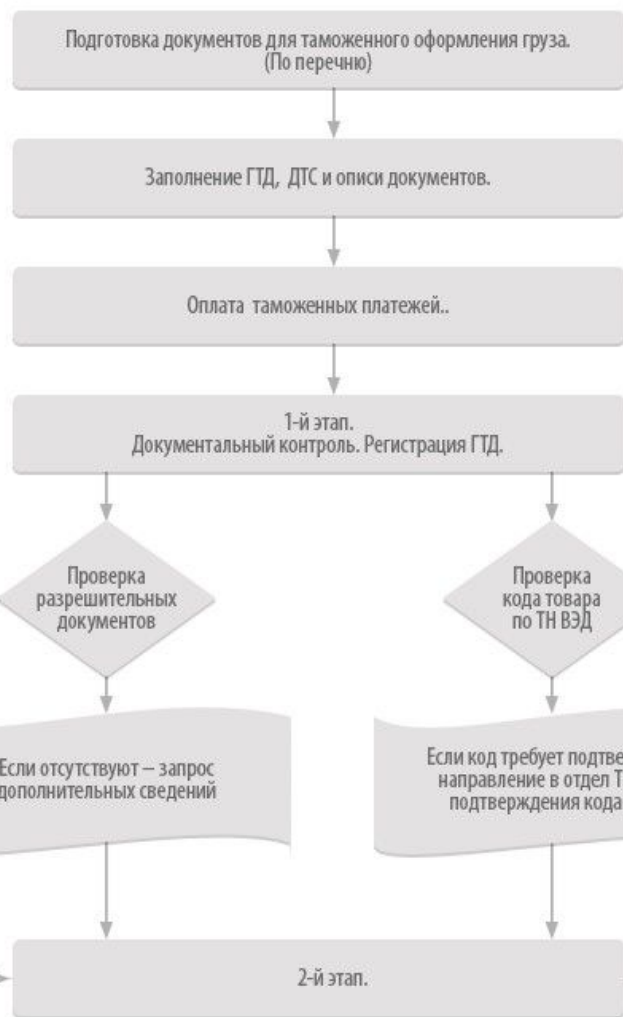 Подготовка документов для таможенного оформления груза.
(По перечню)
Заполнение ГТД, ДТС и описи документов.
Оплата таможенных платежей..
1-й этап.
Документальный контроль. Регистрация ГТД.
Проверка
разрешительных
документов
Проверка
кода товара
по ТН ВЭД
Если отсутствуют – запрос
дополнительных сведений
Если код требует
направление в отдел
подтверждения кода
2-й этап.